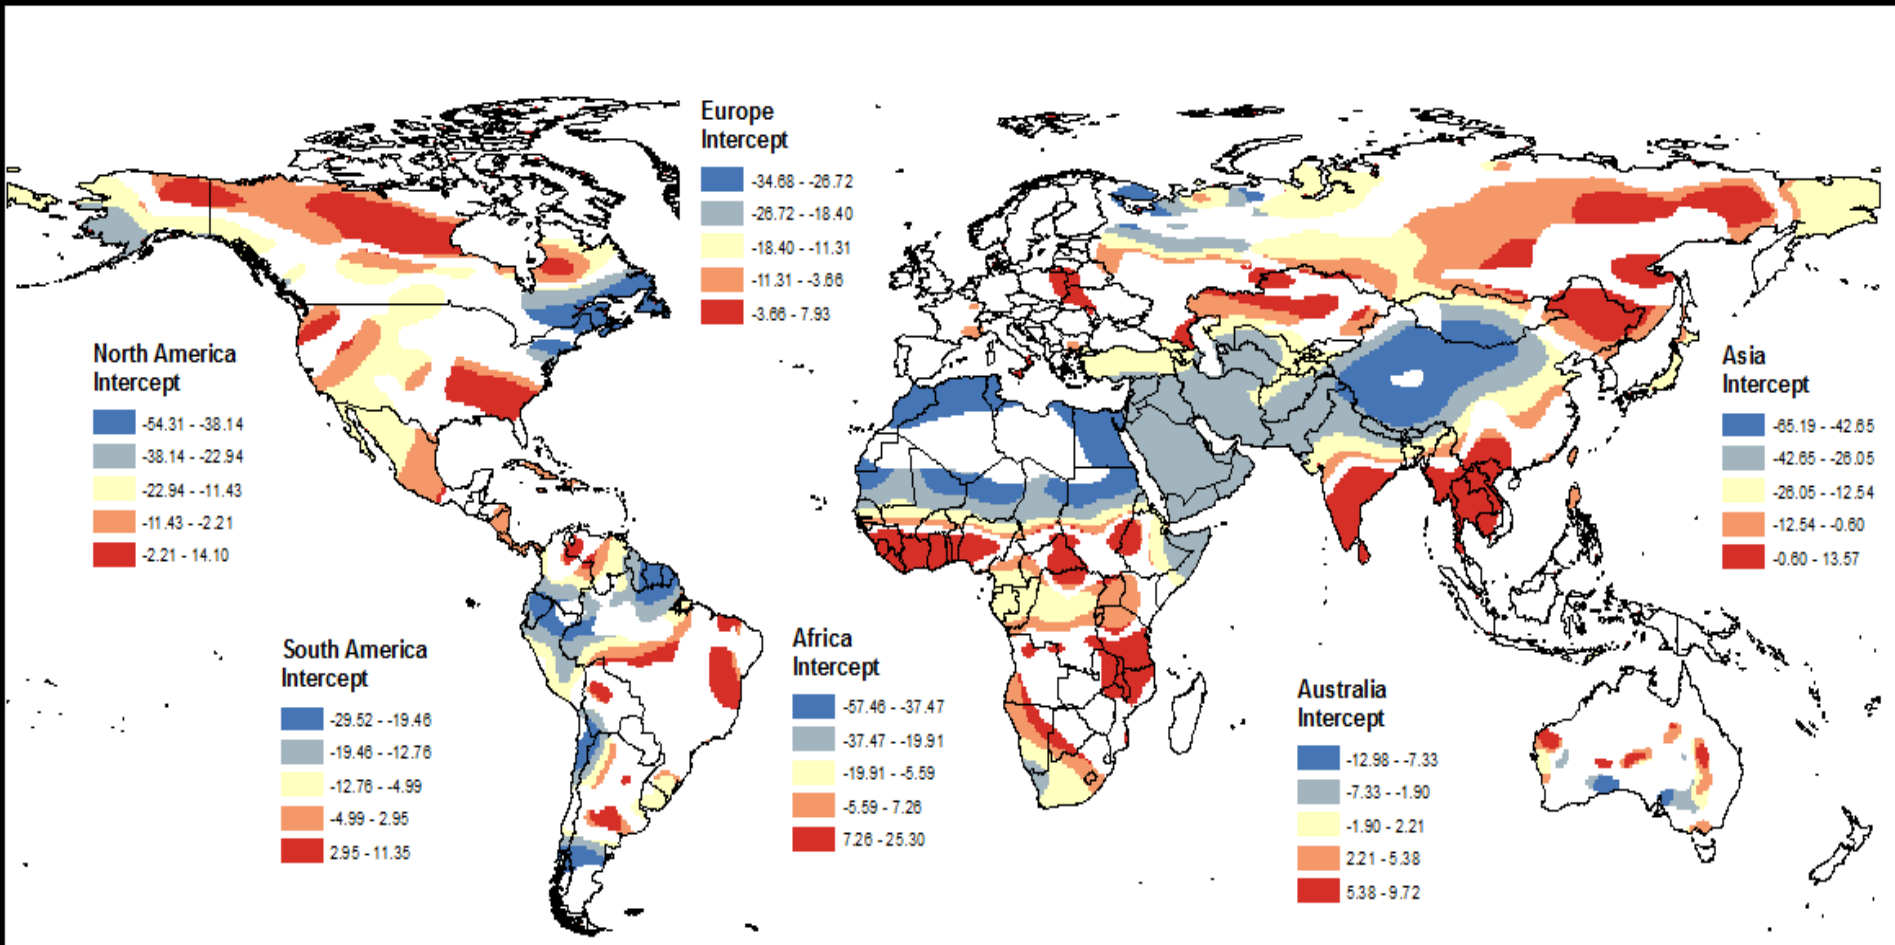 Europe
Intercept
-34.68 - -26.72
-26.72 - -18.40
-18.40 - -11.31
-11.31 - -3.66
-3.66 - 7.93
North America
Intercept
-54.31 - -38.14
-38.14 - -22.94
-22.94 - -11.43
-11.43 - -2.21
-2.21 - 14.10
Asia
Intercept
-65.19 - -42.65
-42.65 - -26.05
-26.05 - -12.54
-12.54 - -0.60
-0.60 - 13.57
South America
Intercept
-29.52 - -19.46
-19.46 - -12.76
-12.76 - -4.99
-4.99 - 2.95
2.95 - 11.35
Africa
Intercept
-57.46 - -37.47
-37.47 - -19.91
-19.91 - -5.59
-5.59 - 7.26
7.26 - 25.30
Australia
Intercept
-12.98 - -7.33
-7.33 - -1.90
-1.90 - 2.21
2.21 - 5.38
5.38 - 9.72